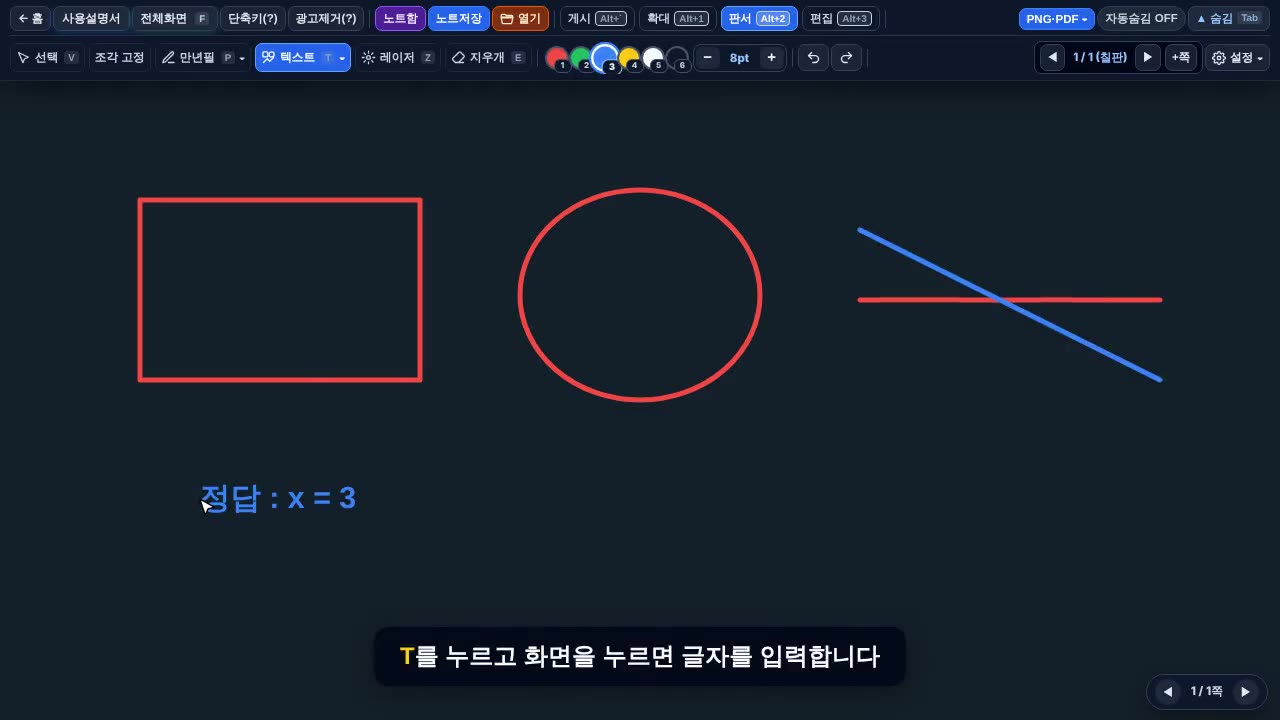 ← 홈 사용설명서 전체화면 F 단축키(?) 광고제거(?) 노트함 노트저장 열기 게시 Alt+` 확대 Alt+1 판서 Alt+2 편집 Alt+3 PNG·PDF 자동숨김 OFF ▲ 숨김 Tab
선택 V 조각 고정 만년필 P 텍스트 T 레이저 Z 지우개 E 1 2 3 4 5 6 − 8pt + ◀ 1 / 1 (칠판) ▶ +쪽 설정
정답 : x = 3
T를 누르고 화면을 누르면 글자를 입력합니다
◀ 1 / 1쪽 ▶